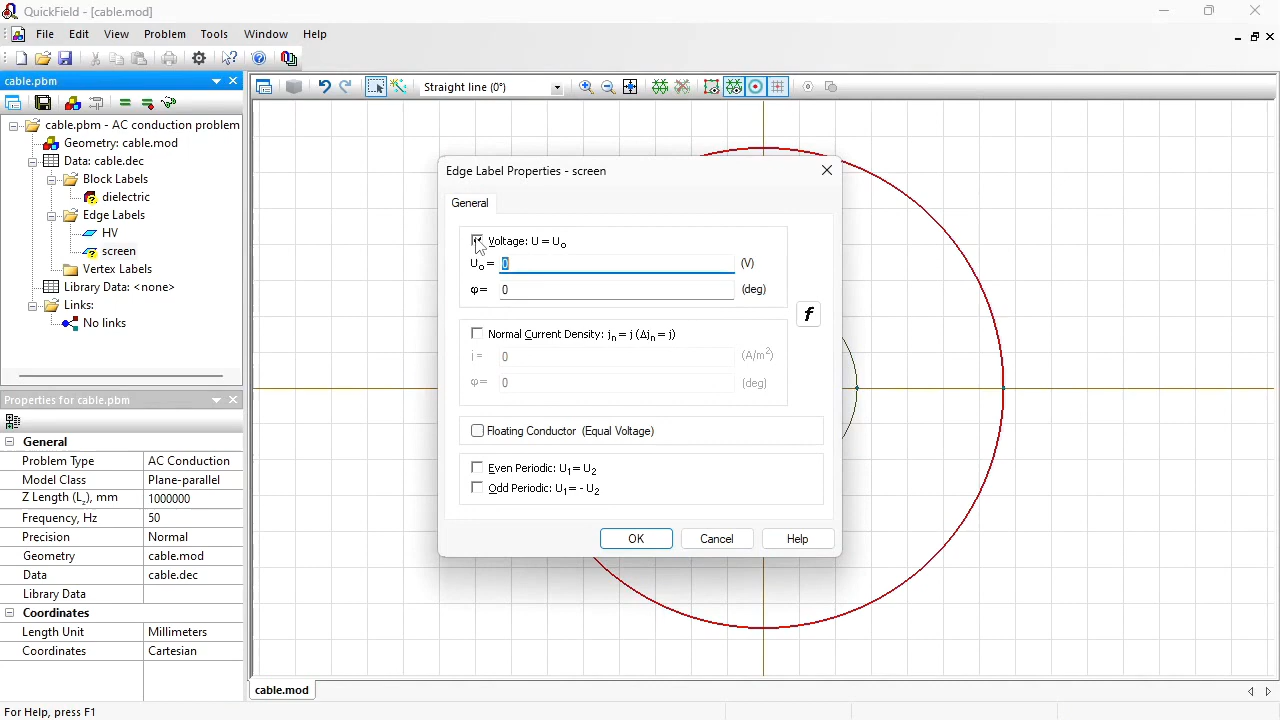 QuickField - [cable.mod]
File Edit View Problem Tools Window Help
cable.pbm
Straight line (0°)
cable.pbm - AC conduction problem
Geometry: cable.mod
Data: cable.dec
Block Labels
dielectric
Edge Labels
HV
screen
Vertex Labels
Library Data: <none>
Links:
No links
Properties for cable.pbm
General
Problem Type AC Conduction
Model Class Plane-parallel
Z Length (Lz), mm 1000000
Frequency, Hz 50
Precision Normal
Geometry cable.mod
Data cable.dec
Library Data
Coordinates
Length Unit Millimeters
Coordinates Cartesian
Edge Label Properties - screen
General
Voltage: U = U₀
U₀ = 0 (V)
φ = 0 (deg)
f
Normal Current Density: jₙ = j (Δjₙ = j)
j = 0 (A/m²)
φ = 0 (deg)
Floating Conductor (Equal Voltage)
Even Periodic: U₁ = U₂
Odd Periodic: U₁ = - U₂
OK Cancel Help
cable.mod
For Help, press F1